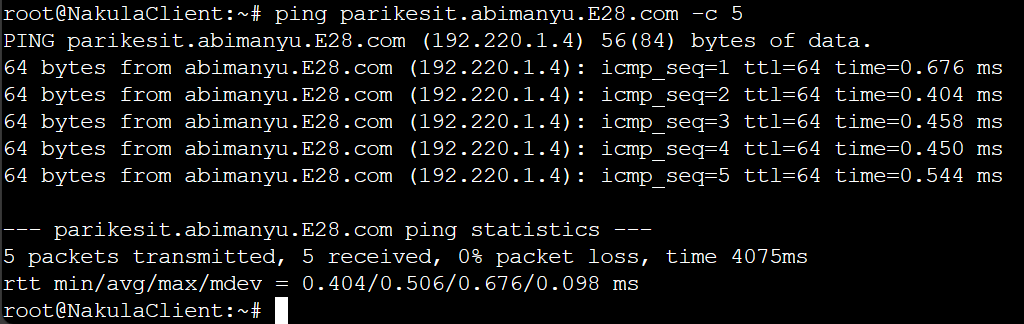 root@NakulaClient:~# ping parikesit.abimanyu.E28.com -c 5
PING parikesit.abimanyu.E28.com (192.220.1.4) 56(84) bytes of data.
64 bytes from abimanyu.E28.com (192.220.1.4): icmp_seq=1 ttl=64 time=0.676 ms
64 bytes from abimanyu.E28.com (192.220.1.4): icmp_seq=2 ttl=64 time=0.404 ms
64 bytes from abimanyu.E28.com (192.220.1.4): icmp_seq=3 ttl=64 time=0.458 ms
64 bytes from abimanyu.E28.com (192.220.1.4): icmp_seq=4 ttl=64 time=0.450 ms
64 bytes from abimanyu.E28.com (192.220.1.4): icmp_seq=5 ttl=64 time=0.544 ms
--- parikesit.abimanyu.E28.com ping statistics ---
5 packets transmitted, 5 received, 0% packet loss, time 4075ms
rtt min/avg/max/mdev = 0.404/0.506/0.676/0.098 ms
root@NakulaClient:~#